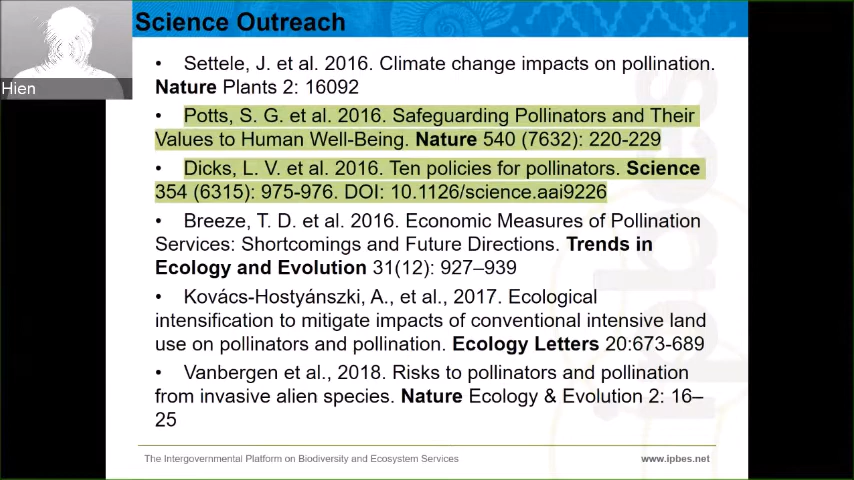 Science Outreach
Hien
• Settele, J. et al. 2016. Climate change impacts on pollination.
Nature Plants 2: 16092
• Potts, S. G. et al. 2016. Safeguarding Pollinators and Their
Values to Human Well-Being. Nature 540 (7632): 220-229
• Dicks, L. V. et al. 2016. Ten policies for pollinators. Science
354 (6315): 975-976. DOI: 10.1126/science.aai9226
• Breeze, T. D. et al. 2016. Economic Measures of Pollination
Services: Shortcomings and Future Directions. Trends in
Ecology and Evolution 31(12): 927–939
• Kovács-Hostyánszki, A., et al., 2017. Ecological
intensification to mitigate impacts of conventional intensive land
use on pollinators and pollination. Ecology Letters 20:673-689
• Vanbergen et al., 2018. Risks to pollinators and pollination
from invasive alien species. Nature Ecology & Evolution 2: 16–
25
The Intergovernmental Platform on Biodiversity and Ecosystem Services
www.ipbes.net
ipbes